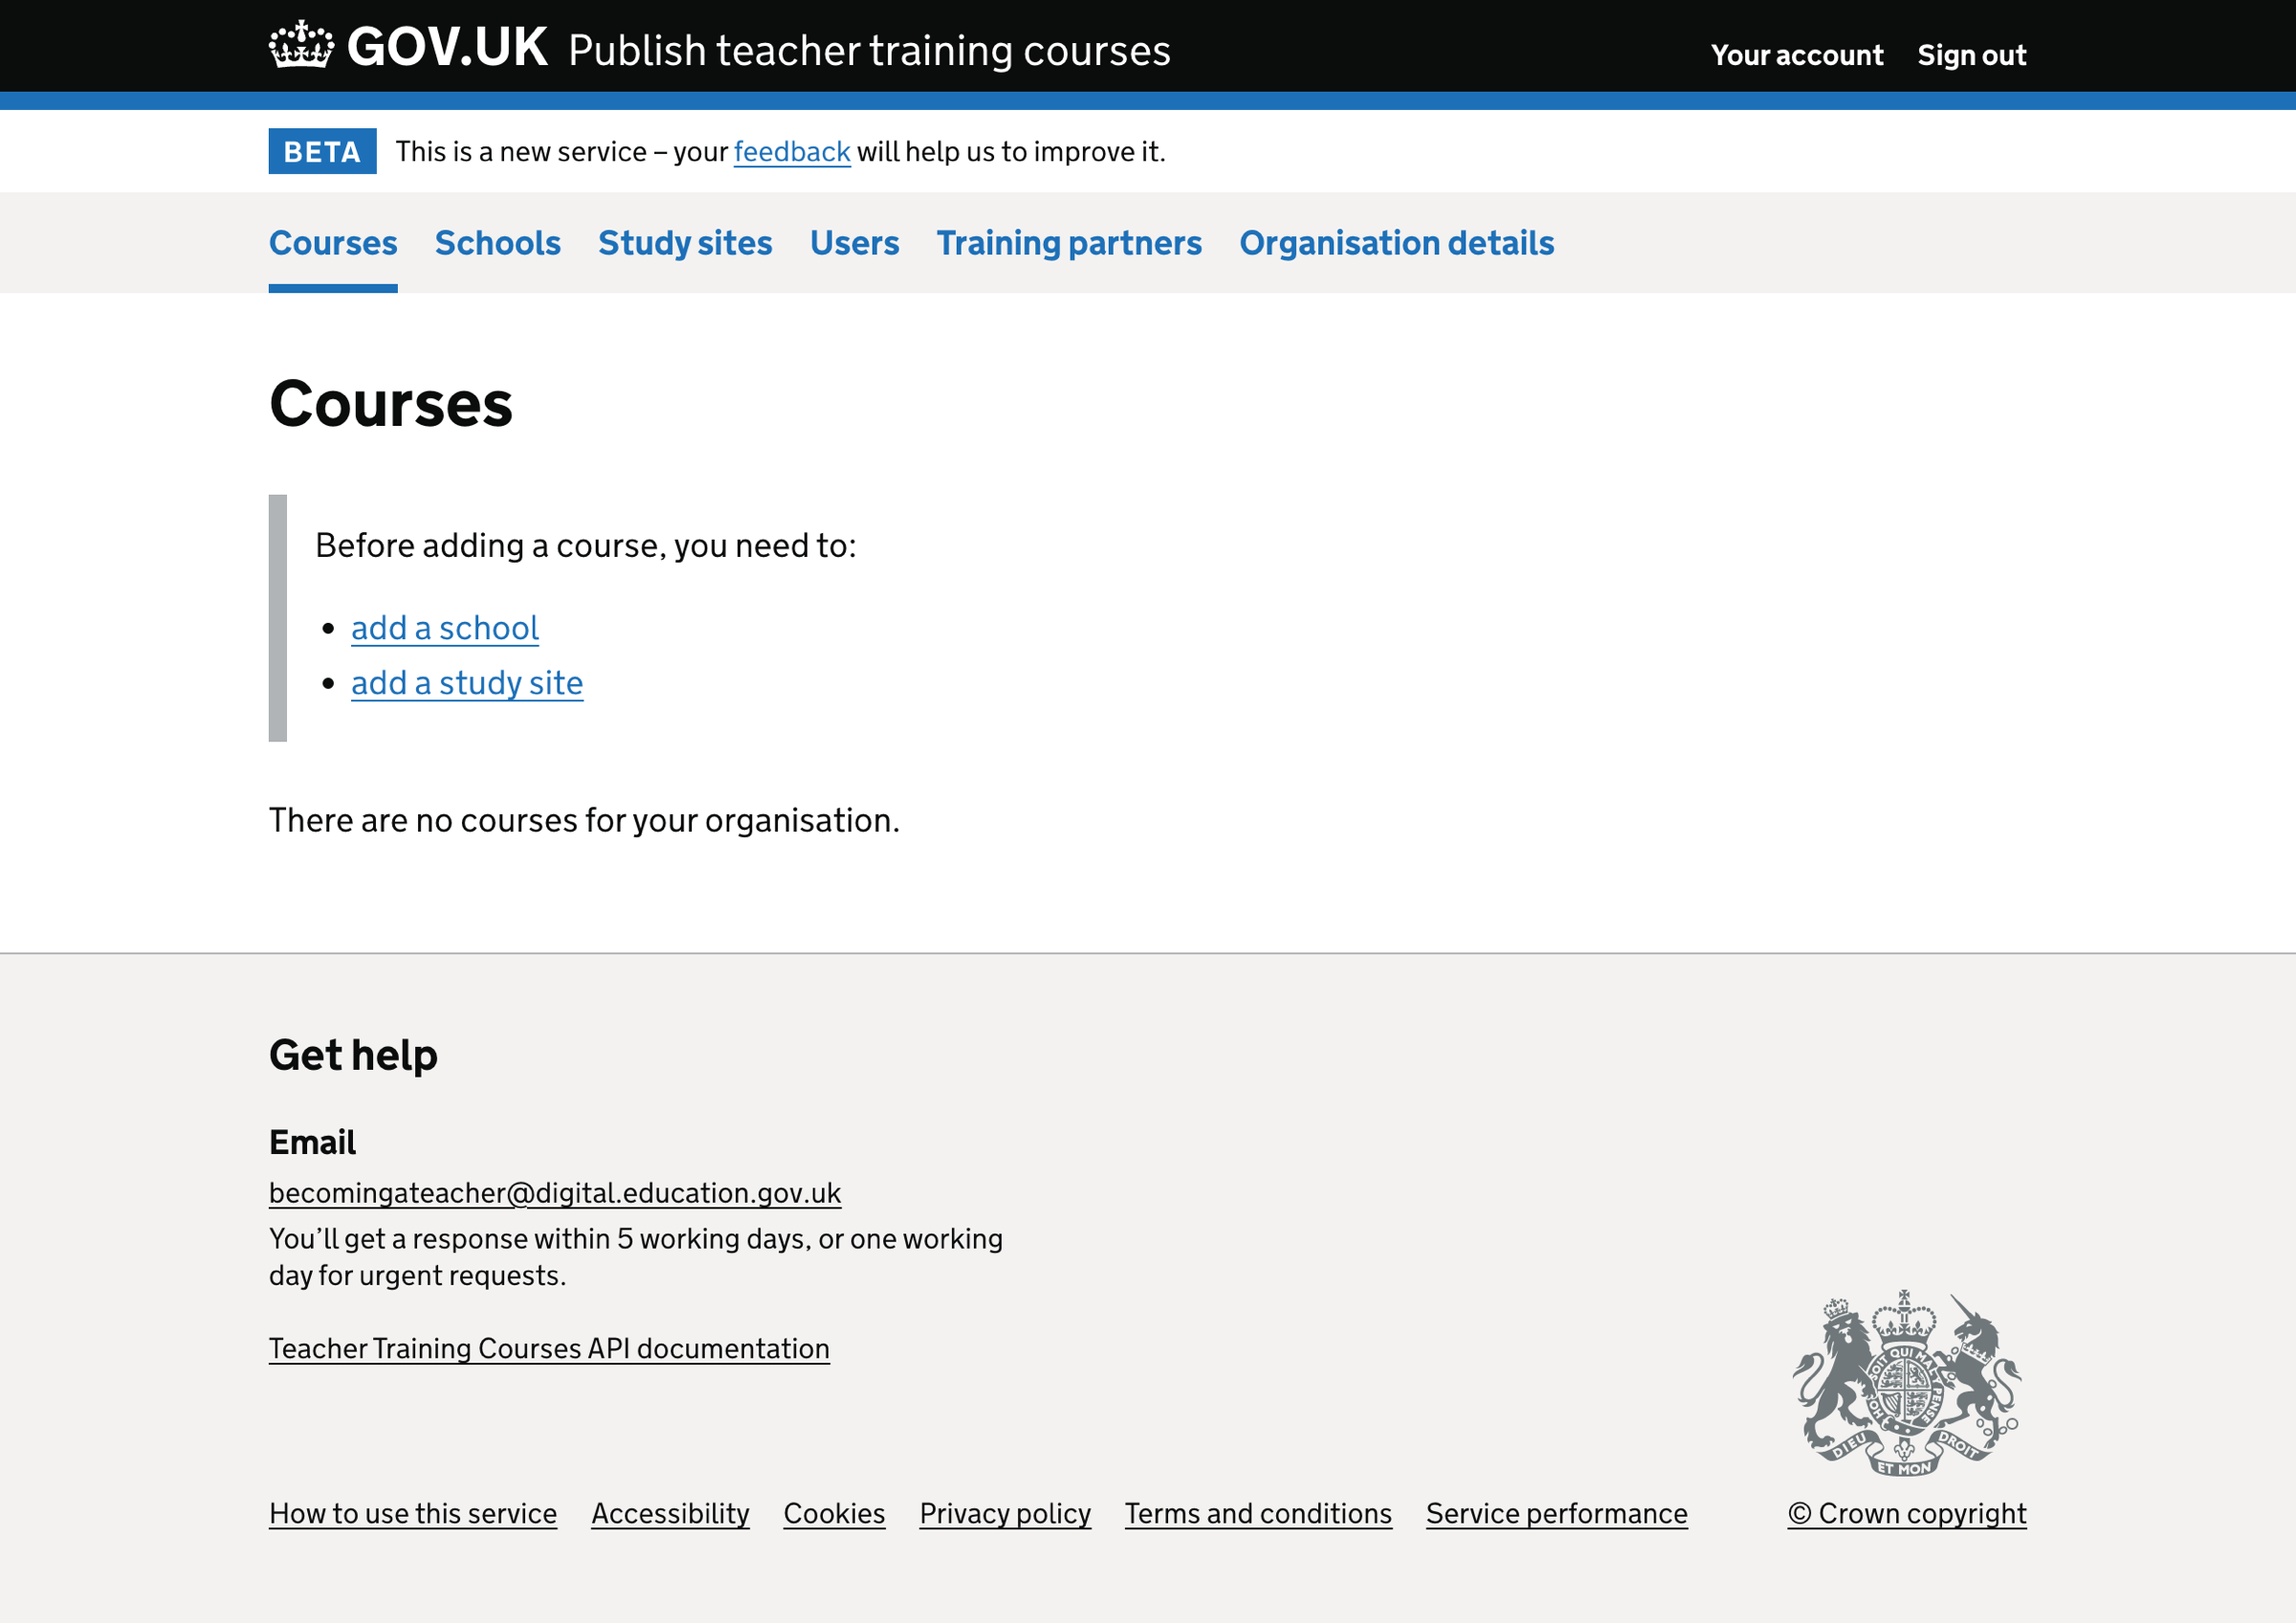 GOV.UK Publish teacher training courses Your account Sign out
BETA This is a new service – your feedback will help us to improve it.
Courses Schools Study sites Users Training partners Organisation details
Courses
Before adding a course, you need to:
• add a school
• add a study site
There are no courses for your organisation.
Get help
Email
becomingateacher@digital.education.gov.uk
You’ll get a response within 5 working days, or one working
day for urgent requests.
Teacher Training Courses API documentation
SOIT QUI MAL Y PENSE
HON
DIEU ET MON DROIT
How to use this service Accessibility Cookies Privacy policy Terms and conditions Service performance © Crown copyright